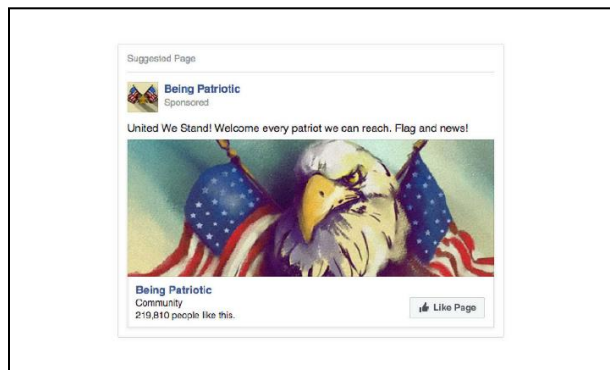 Suggested Page
Being Patriotic
Sponsored
United We Stand! Welcome every patriot we can reach. Flag and news!
Being Patriotic
Community
219,810 people like this.
Like Page